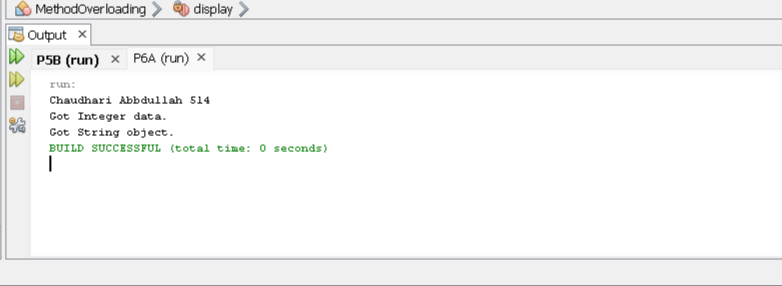 MethodOverloading display
Output
P5B (run) P6A (run)
run:
Chaudhari Abbdullah 514
Got Integer data.
Got String object.
BUILD SUCCESSFUL (total time: 0 seconds)